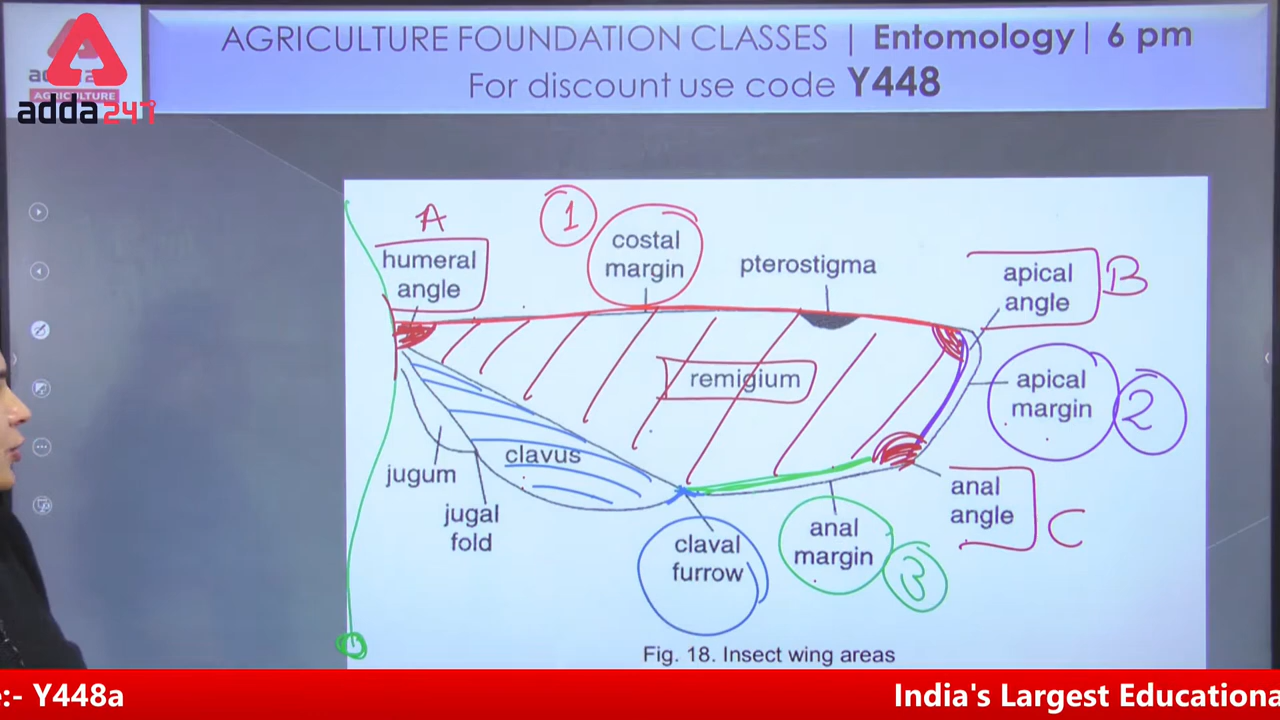 AGRICULTURE FOUNDATION CLASSES | Entomology | 6 pm
For discount use code Y448
AGRICULTURE
adda247
A
1
costal
margin
humeral
angle
pterostigma
apical
angle
B
remigium
apical
margin
2
clavus
jugum
jugal
fold
anal
angle
C
claval
furrow
anal
margin
3
Fig. 18. Insect wing areas
:- Y448a
India's Largest Educationa